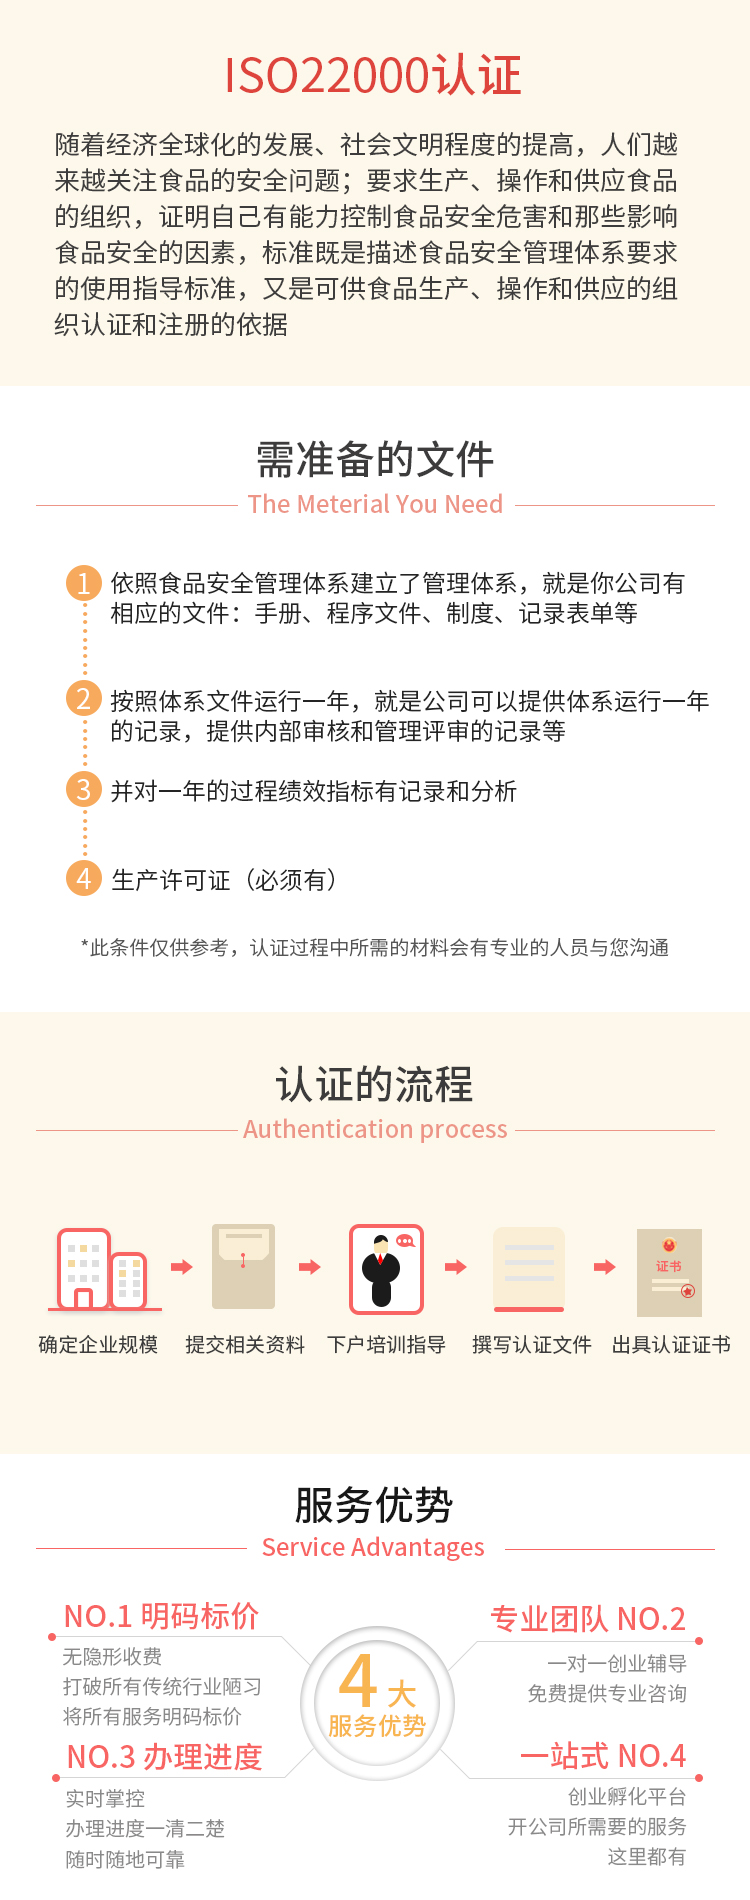 ISO22000认证
随着经济全球化的发展、社会文明程度的提高，人们越
来越关注食品的安全问题；要求生产、操作和供应食品
的组织，证明自己有能力控制食品安全危害和那些影响
食品安全的因素，标准既是描述食品安全管理体系要求
的使用指导标准，又是可供食品生产、操作和供应的组
织认证和注册的依据
需准备的文件
The Meterial You Need
1 依照食品安全管理体系建立了管理体系，就是你公司有
相应的文件：手册、程序文件、制度、记录表单等
2 按照体系文件运行一年，就是公司可以提供体系运行一年
的记录，提供内部审核和管理评审的记录等
3 并对一年的过程绩效指标有记录和分析
4 生产许可证（必须有）
*此条件仅供参考，认证过程中所需的材料会有专业的人员与您沟通
认证的流程
Authentication process
证书
确定企业规模 提交相关资料 下户培训指导 撰写认证文件 出具认证证书
服务优势
Service Advantages
NO.1 明码标价
无隐形收费
打破所有传统行业陋习
将所有服务明码标价
专业团队 NO.2
一对一创业辅导
免费提供专业咨询
4大
服务优势
NO.3 办理进度
实时掌控
办理进度一清二楚
随时随地可靠
一站式 NO.4
创业孵化平台
开公司所需要的服务
这里都有